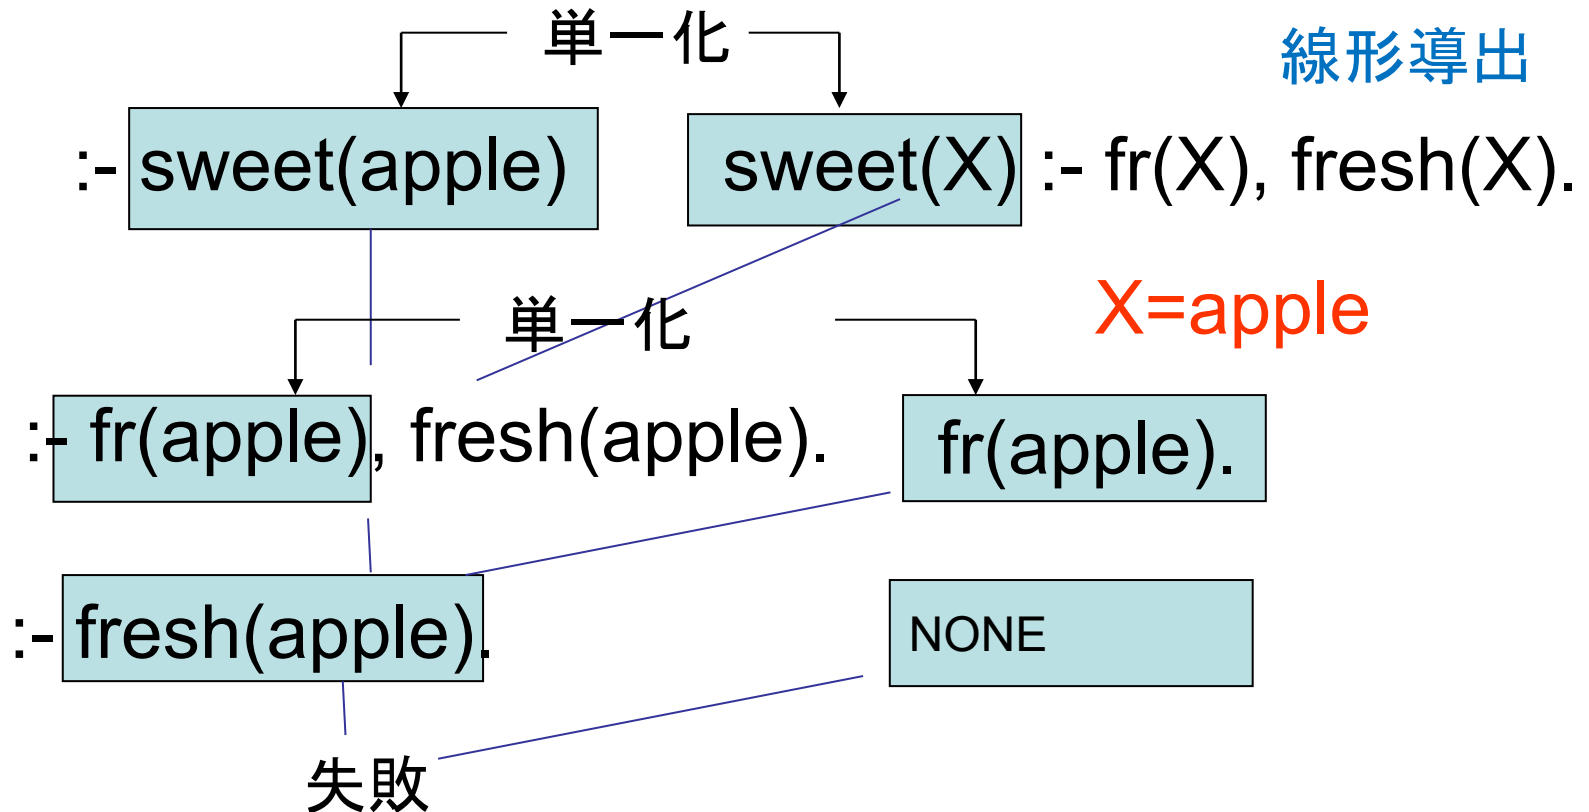 単一化
線形導出
:- sweet(apple)
sweet(X) :- fr(X), fresh(X).
単一化
X=apple
:- fr(apple), fresh(apple).
fr(apple).
:- fresh(apple).
NONE
失敗